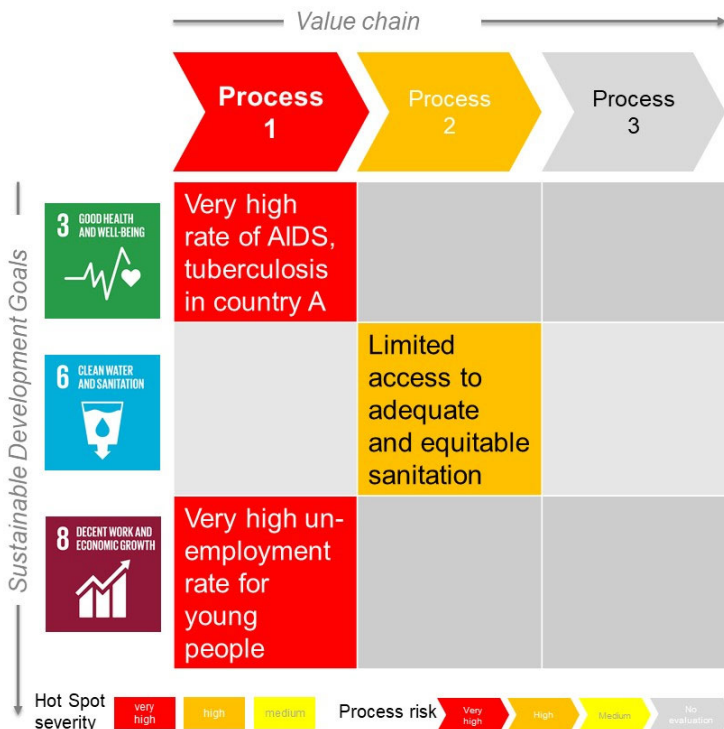 Value chain
Process
1
Process
2
Process
3
Sustainable Development Goals
3 GOOD HEALTH
AND WELL-BEING
Very high
rate of AIDS,
tuberculosis
in country A
6 CLEAN WATER
AND SANITATION
Limited
access to
adequate
and equitable
sanitation
8 DECENT WORK AND
ECONOMIC GROWTH
Very high un-
employment
rate for
young
people
Hot Spot
severity
very
high
high
medium
Process risk
Very
high
High
Medium
No
evaluation